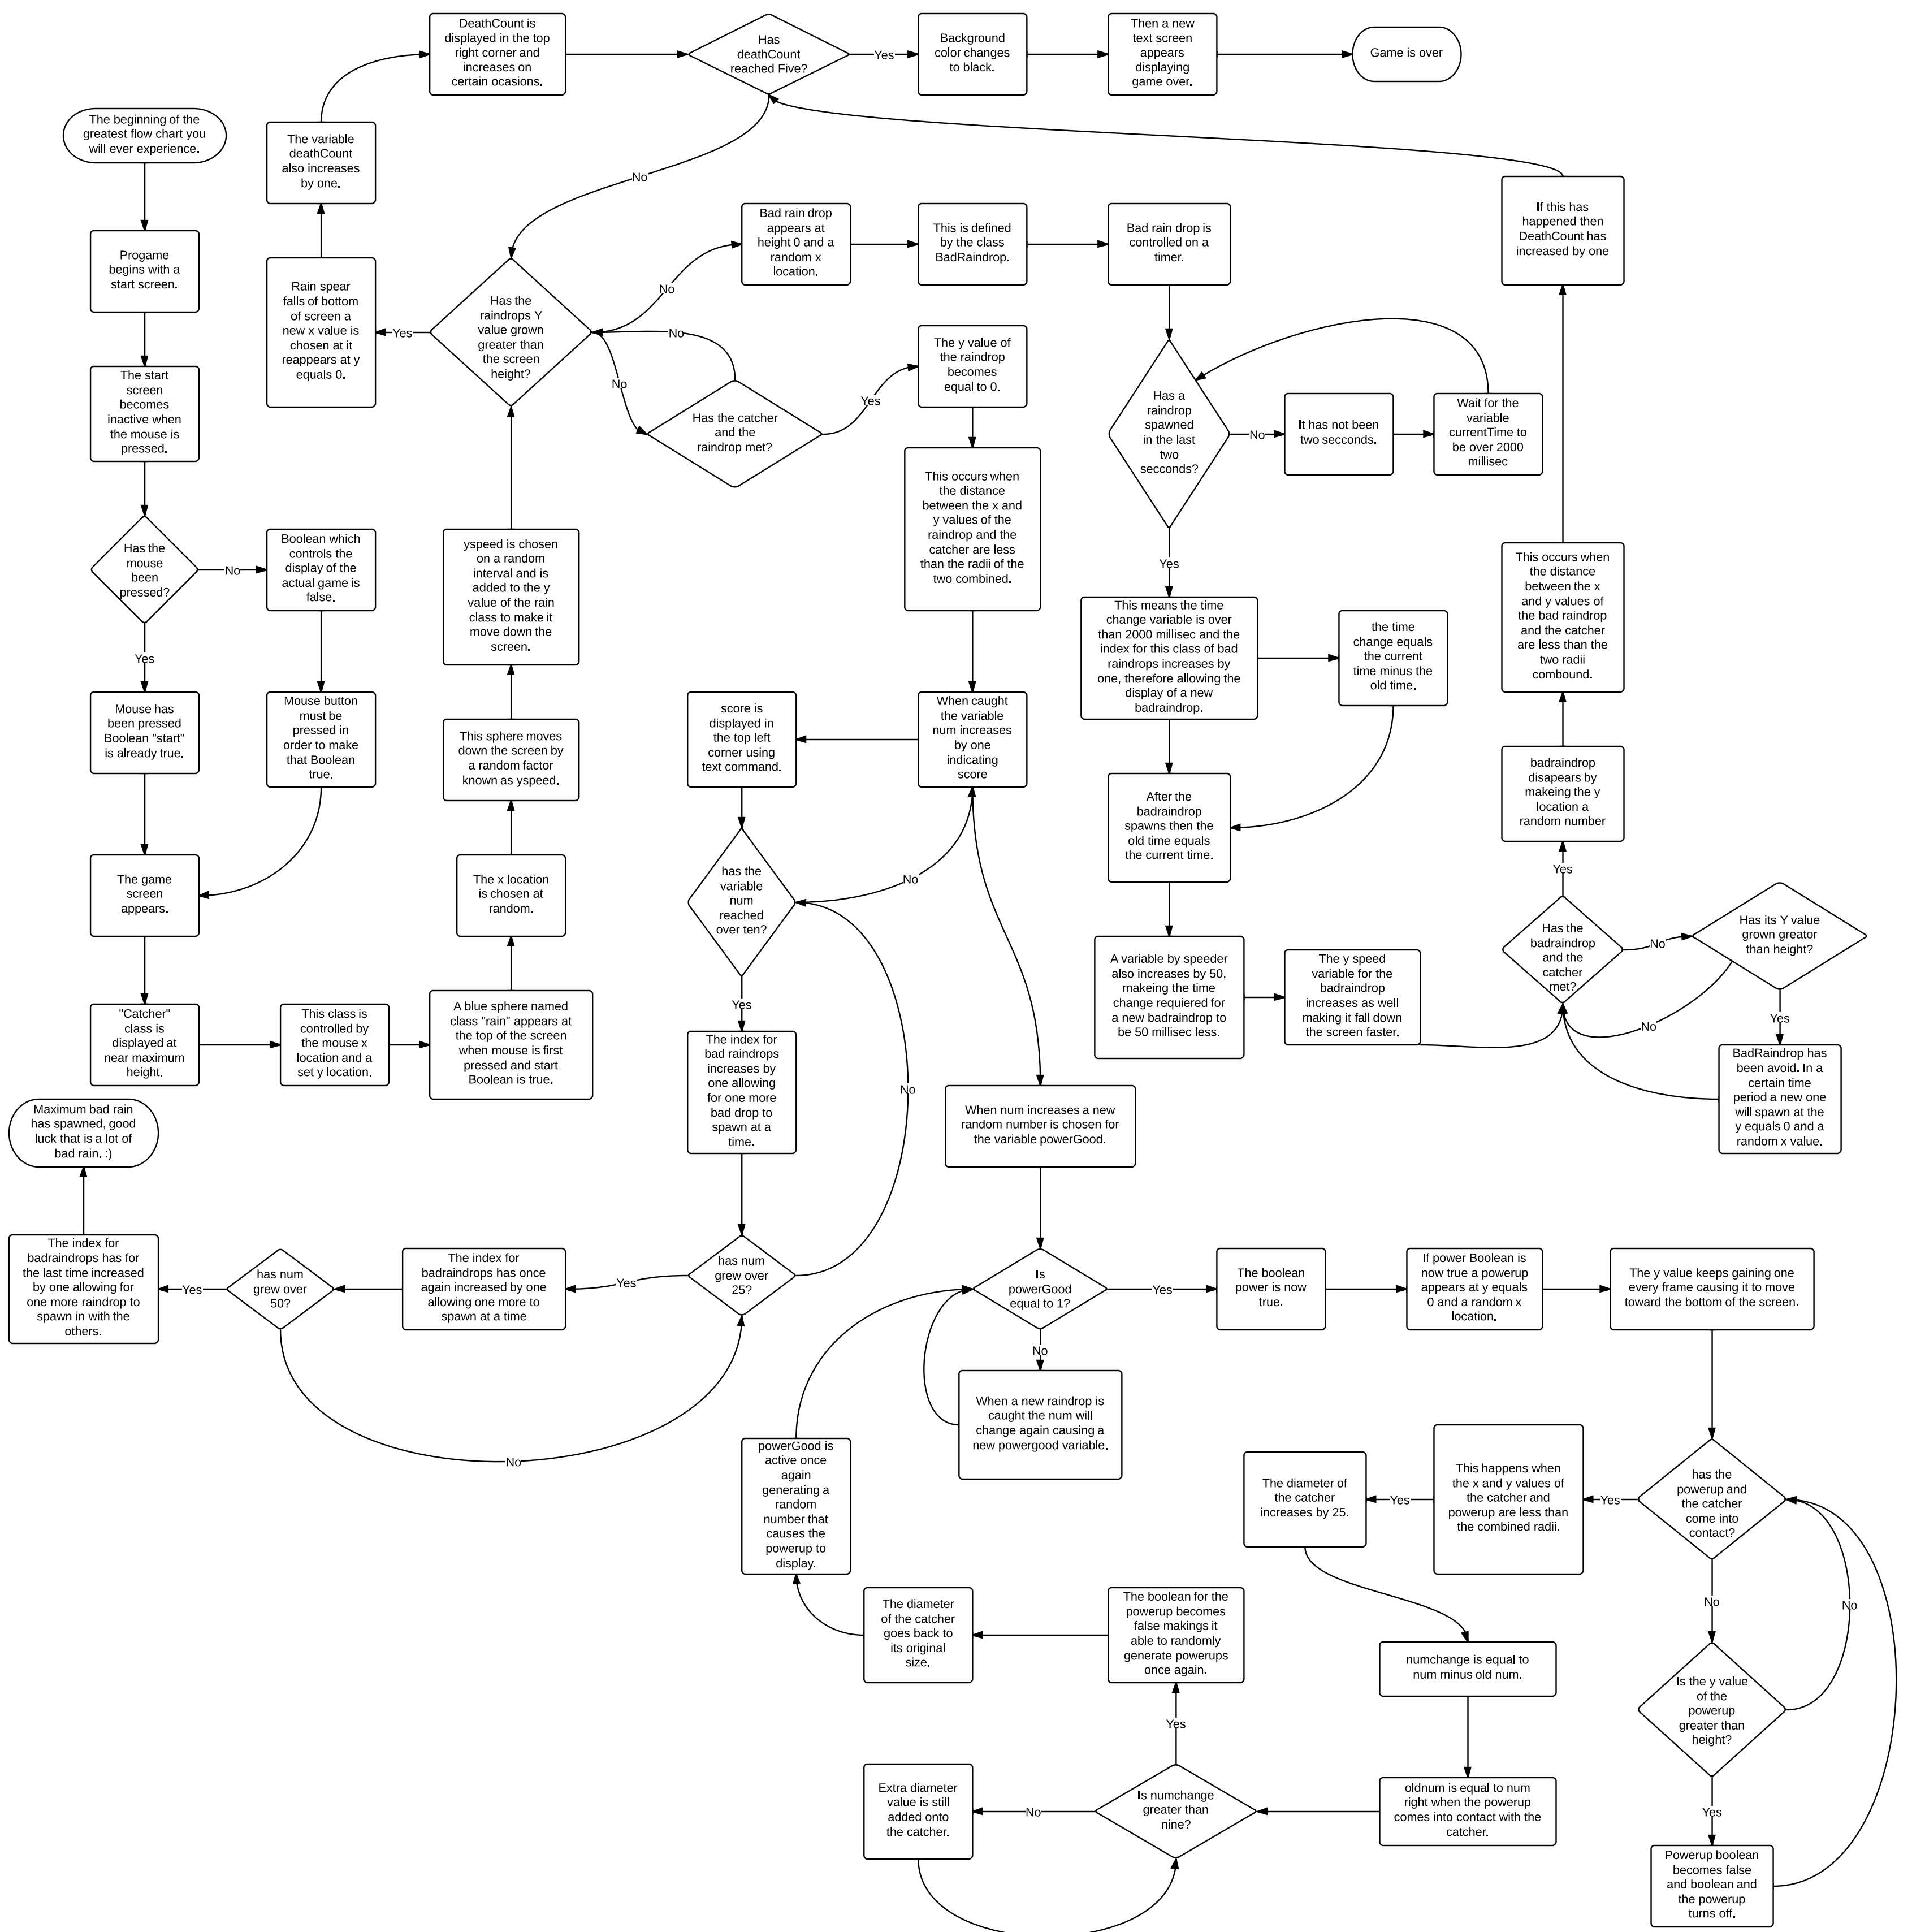 DeathCount is
displayed in the top
right corner and
increases on
certain ocasions.
Has
deathCount
reached Five?
Yes
Background
color changes
to black.
Then a new
text screen
appears
displaying
game over.
Game is over
The beginning of the
greatest flow chart you
will ever experience.
The variable
deathCount
also increases
by one.
No
If this has
happened then
DeathCount has
increased by one
Progame
begins with a
start screen.
Rain spear
falls of bottom
of screen a
new x value is
chosen at it
reappears at y
equals 0.
Yes
Has the
raindrops Y
value grown
greater than
the screen
height?
No
No
No
Bad rain drop
appears at
height 0 and a
random x
location.
This is defined
by the class
BadRaindrop.
Bad rain drop is
controlled on a
timer.
The start
screen
becomes
inactive when
the mouse is
pressed.
Has the catcher
and the
raindrop met?
Yes
The y value of
the raindrop
becomes
equal to 0.
Has a
raindrop
spawned
in the last
two
secconds?
No
It has not been
two secconds.
Wait for the
variable
currentTime to
be over 2000
millisec
Yes
This occurs when
the distance
between the x and
y values of the
raindrop and the
catcher are less
than the radii of the
two combined.
Has the
mouse
been
pressed?
No
Boolean which
controls the
display of the
actual game is
false.
Yes
yspeed is chosen
on a random
interval and is
added to the y
value of the rain
class to make it
move down the
screen.
This means the time
change variable is over
than 2000 millisec and the
index for this class of bad
raindrops increases by
one, therefore allowing the
display of a new
badraindrop.
the time
change equals
the current
time minus the
old time.
This occurs when
the distance
between the x
and y values of
the bad raindrop
and the catcher
are less than the
two radii
combound.
Mouse has
been pressed
Boolean "start"
is already true.
Mouse button
must be
pressed in
order to make
that Boolean
true.
This sphere moves
down the screen by
a random factor
known as yspeed.
score is
displayed in
the top left
corner using
text command.
When caught
the variable
num increases
by one
indicating
score
After the
badraindrop
spawns then the
old time equals
the current time.
badraindrop
disapears by
makeing the y
location a
random number
Yes
The game
screen
appears.
The x location
is chosen at
random.
has the
variable
num
reached
over ten?
No
Yes
A variable by speeder
also increases by 50,
makeing the time
change requiered for
a new badraindrop to
be 50 millisec less.
The y speed
variable for the
badraindrop
increases as well
making it fall down
the screen faster.
Has the
badraindrop
and the
catcher
met?
No
Has its Y value
grown greator
than height?
No
Yes
"Catcher"
class is
displayed at
near maximum
height.
This class is
controlled by
the mouse x
location and a
set y location.
A blue sphere named
class "rain" appears at
the top of the screen
when mouse is first
pressed and start
Boolean is true.
The index for
bad raindrops
increases by
one allowing
for one more
bad drop to
spawn at a
time.
No
When num increases a new
random number is chosen for
the variable powerGood.
BadRaindrop has
been avoid. In a
certain time
period a new one
will spawn at the
y equals 0 and a
random x value.
Maximum bad rain
has spawned, good
luck that is a lot of
bad rain. :)
The index for
badraindrops has for
the last time increased
by one allowing for
one more raindrop to
spawn in with the
others.
Yes
has num
grew over
50?
The index for
badraindrops has once
again increased by one
allowing one more to
spawn at a time
Yes
has num
grew over
25?
No
Is
powerGood
equal to 1?
Yes
The boolean
power is now
true.
If power Boolean is
now true a powerup
appears at y equals
0 and a random x
location.
The y value keeps gaining one
every frame causing it to move
toward the bottom of the screen.
No
When a new raindrop is
caught the num will
change again causing a
new powergood variable.
powerGood is
active once
again
generating a
random
number that
causes the
powerup to
display.
The diameter of
the catcher
increases by 25.
Yes
This happens when
the x and y values of
the catcher and
powerup are less than
the combined radii.
Yes
has the
powerup and
the catcher
come into
contact?
No
No
The diameter
of the catcher
goes back to
its original
size.
The boolean for the
powerup becomes
false makings it
able to randomly
generate powerups
once again.
numchange is equal to
num minus old num.
Is the y value
of the
powerup
greater than
height?
Yes
Yes
Extra diameter
value is still
added onto
the catcher.
No
Is numchange
greater than
nine?
oldnum is equal to num
right when the powerup
comes into contact with the
catcher.
Powerup boolean
becomes false
and boolean and
the powerup
turns off.